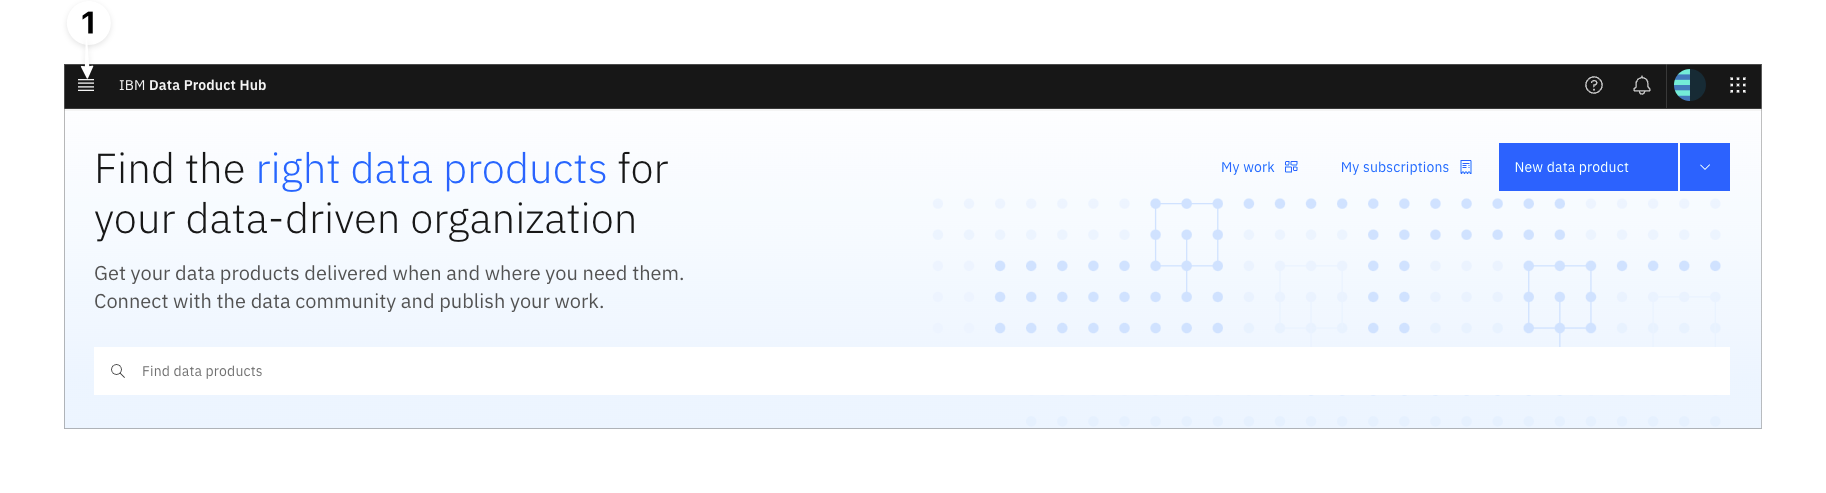 1
IBM Data Product Hub
Find the right data products for
your data-driven organization
My work
My subscriptions
New data product
Get your data products delivered when and where you need them.
Connect with the data community and publish your work.
Find data products